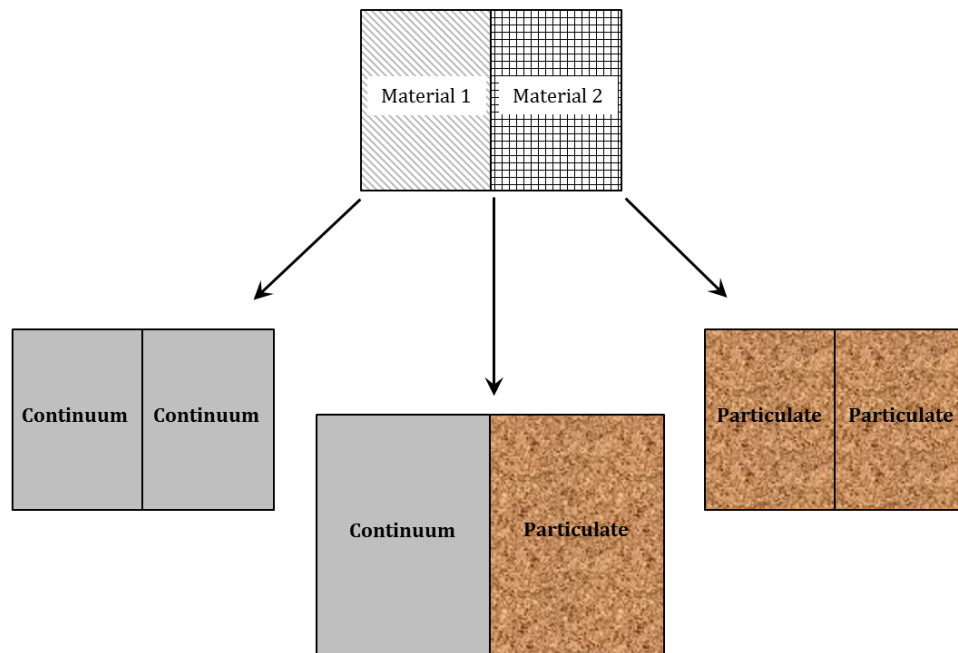 Material 1 Material 2
Continuum Continuum
Particulate Particulate
Continuum Particulate